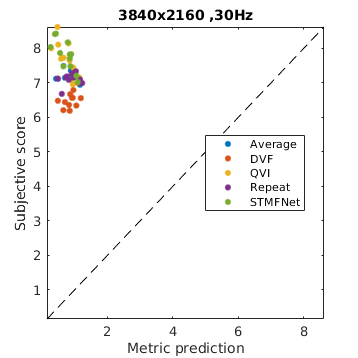 3840x2160 ,30Hz
Subjective score
8
7
6
5
4
3
2
1
Average
DVF
QVI
Repeat
STMFNet
2 4 6 8
Metric prediction